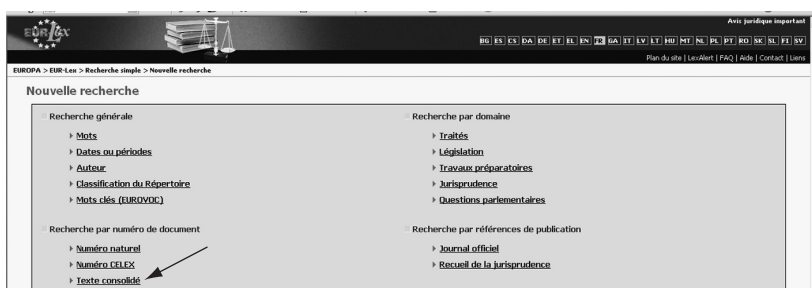 Avis juridique important
EUR-Lex
BG ES CS DA DE ET EL EN FR GA IT LV LT HU MT NL PL PT RO SK SL FI SV
Plan du site | LexAlert | FAQ | Aide | Contact | Liens
EUROPA > EUR-Lex > Recherche simple > Nouvelle recherche
Nouvelle recherche
Recherche générale
Mots
Dates ou périodes
Auteur
Classification du Répertoire
Mots clés (EUROVOC)
Recherche par domaine
Traités
Législation
Travaux préparatoires
Jurisprudence
Questions parlementaires
Recherche par numéro de document
Numéro naturel
Numéro CELEX
Texte consolidé
Recherche par références de publication
Journal officiel
Recueil de la jurisprudence